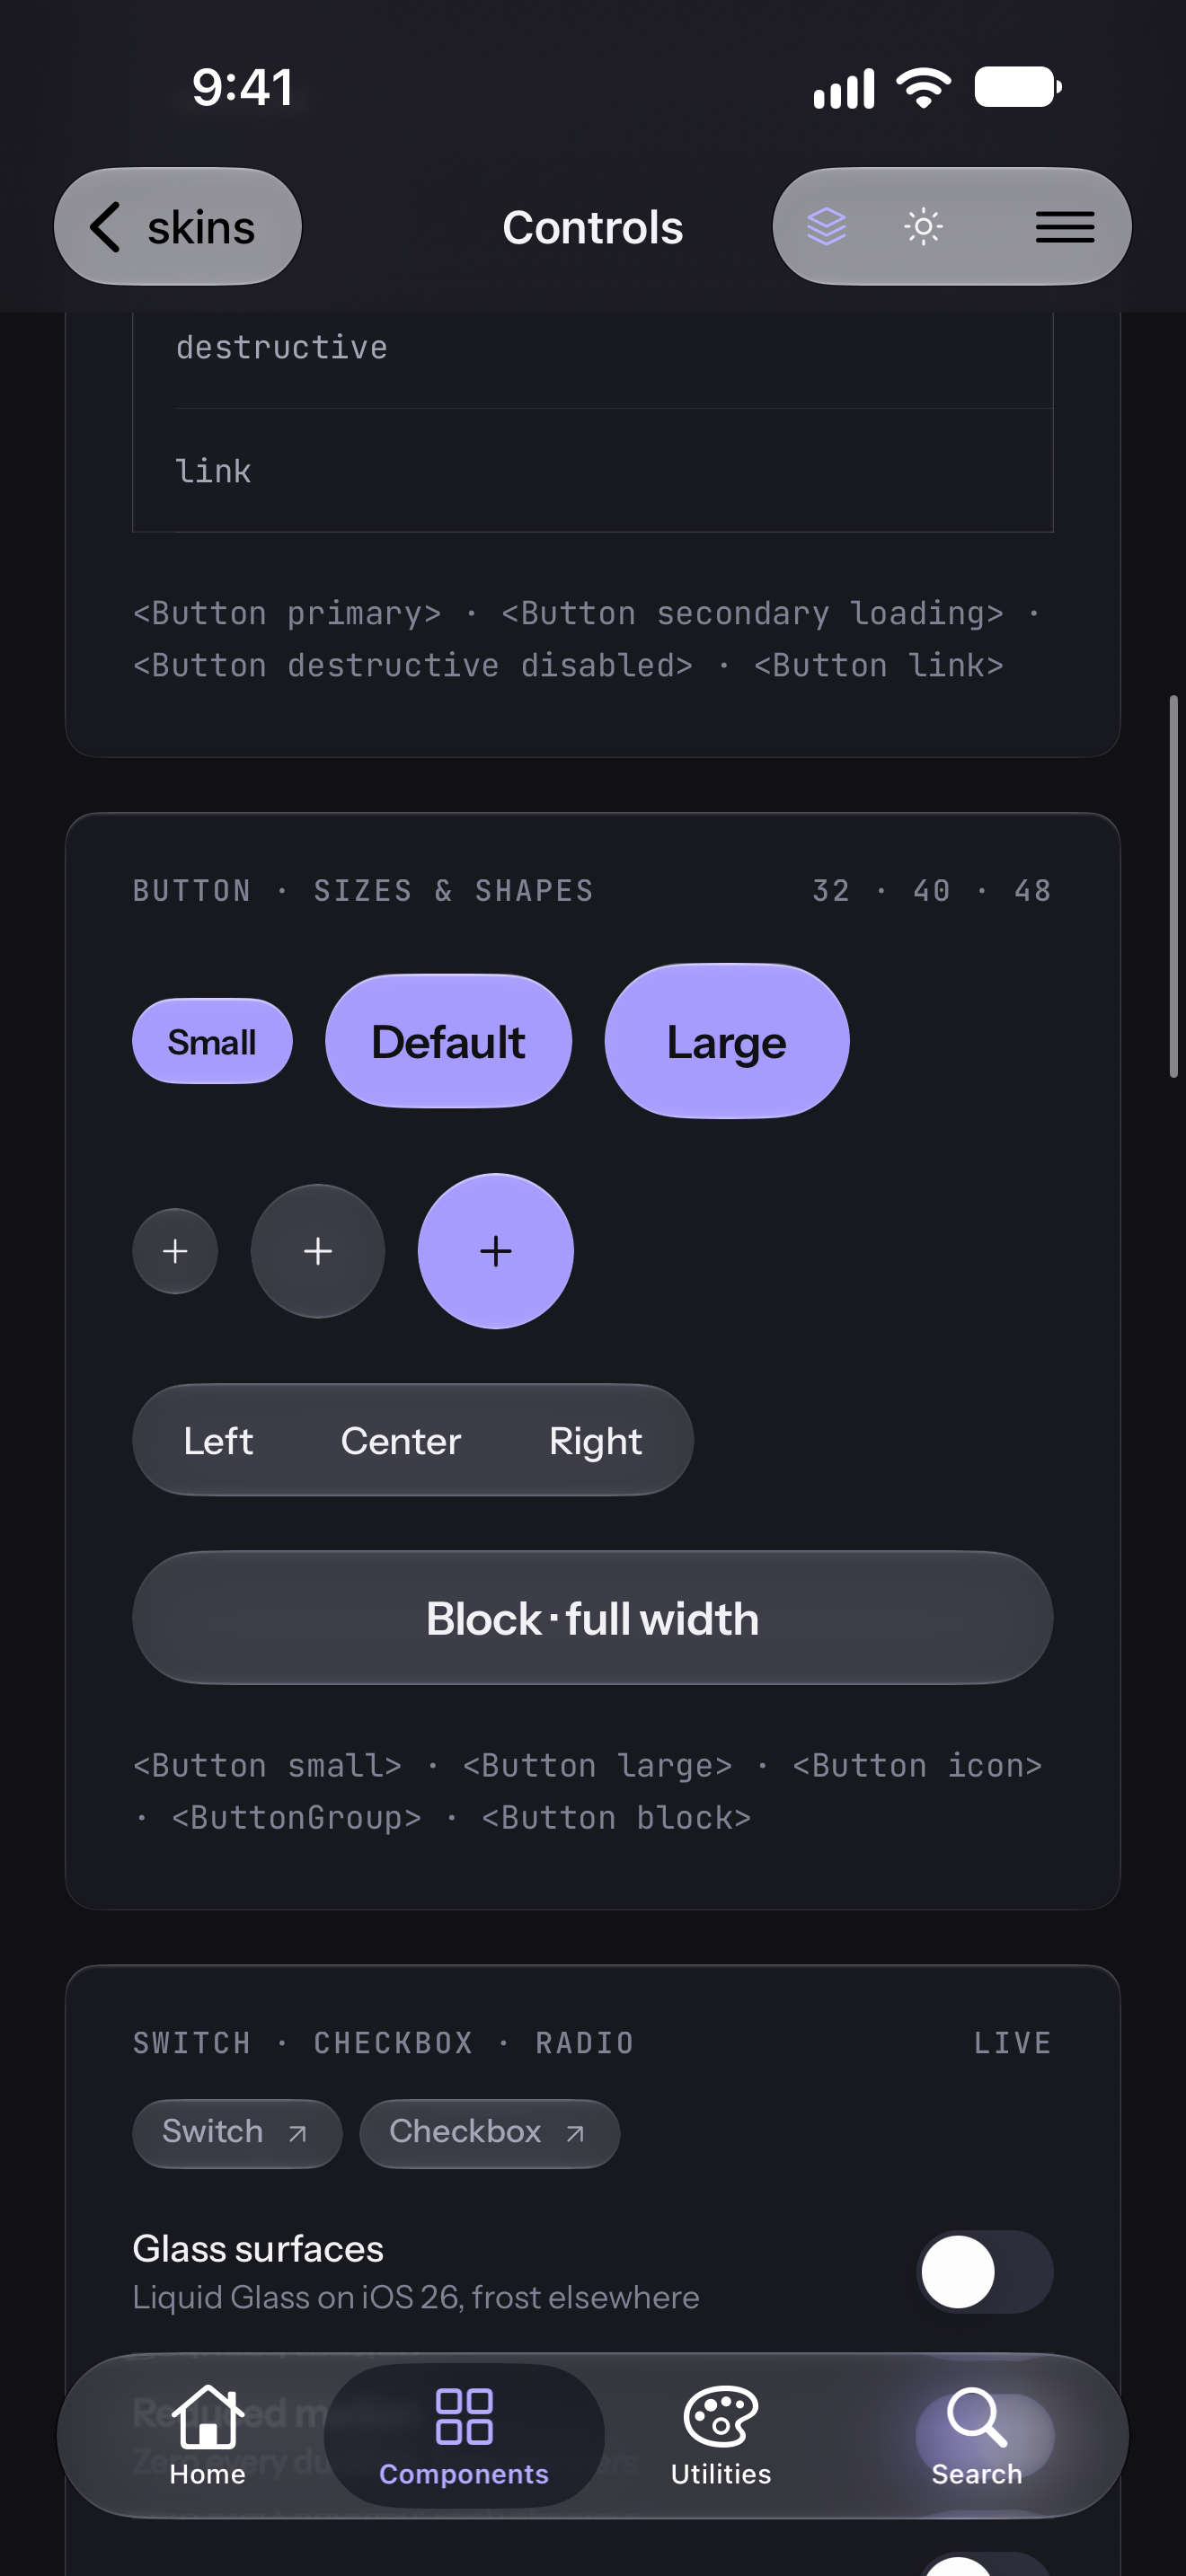 9:41
skins
Controls
destructive
link
<Button primary> · <Button secondary loading> ·
<Button destructive disabled> · <Button link>
BUTTON · SIZES & SHAPES
32 · 40 · 48
Small
Default
Large
Left
Center
Right
Block · full width
<Button small> · <Button large> · <Button icon>
· <ButtonGroup> · <Button block>
SWITCH · CHECKBOX · RADIO
LIVE
Switch
Checkbox
Glass surfaces
Liquid Glass on iOS 26, frost elsewhere
Home
Components
Utilities
Search